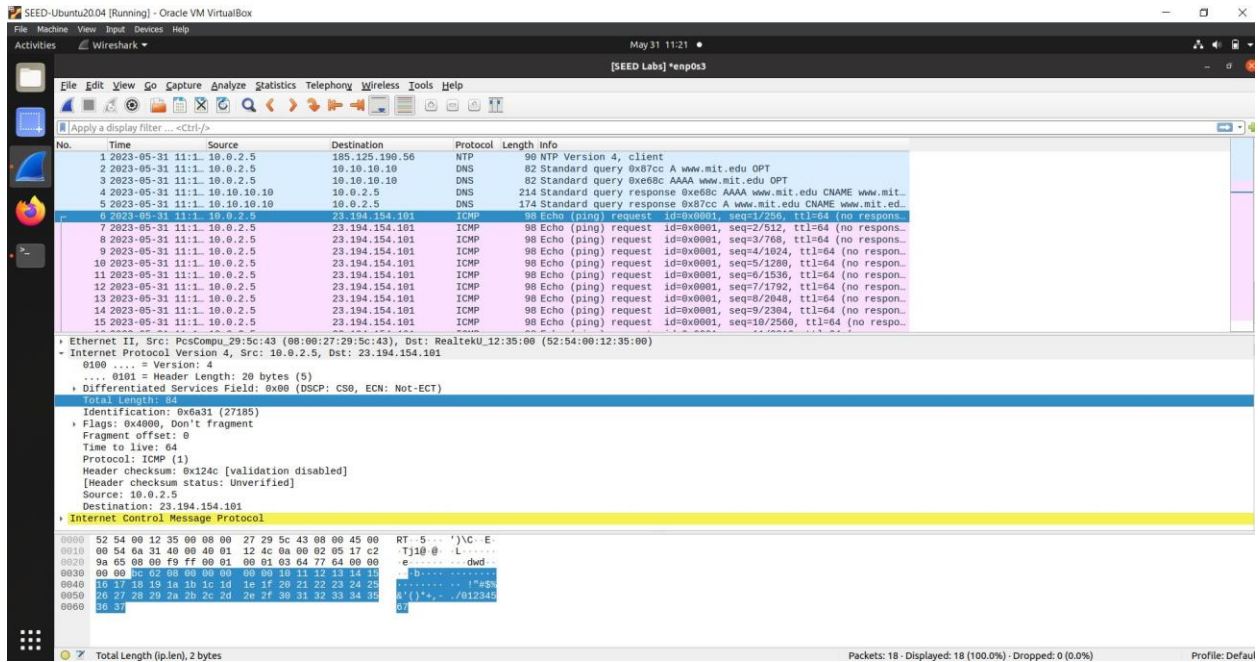 SEED-Ubuntu20.04 [Running] - Oracle VM VirtualBox
File Machine View Input Devices Help
Activities Wireshark May 31 11:21
[SEED Labs] *enp0s3
File Edit View Go Capture Analyze Statistics Telephony Wireless Tools Help
Apply a display filter ... <Ctrl-/>
No. Time Source Destination Protocol Length Info
1 2023-05-31 11:1… 10.0.2.5 185.125.190.56 NTP 90 NTP Version 4, client
2 2023-05-31 11:1… 10.0.2.5 10.10.10.10 DNS 82 Standard query 0x87cc A www.mit.edu OPT
3 2023-05-31 11:1… 10.0.2.5 10.10.10.10 DNS 82 Standard query 0xe68c AAAA www.mit.edu OPT
4 2023-05-31 11:1… 10.10.10.10 10.0.2.5 DNS 214 Standard query response 0xe68c AAAA www.mit.edu CNAME www.mit…
5 2023-05-31 11:1… 10.10.10.10 10.0.2.5 DNS 174 Standard query response 0x87cc A www.mit.edu CNAME www.mit.ed…
6 2023-05-31 11:1… 10.0.2.5 23.194.154.101 ICMP 98 Echo (ping) request id=0x0001, seq=1/256, ttl=64 (no respons…
7 2023-05-31 11:1… 10.0.2.5 23.194.154.101 ICMP 98 Echo (ping) request id=0x0001, seq=2/512, ttl=64 (no respons…
8 2023-05-31 11:1… 10.0.2.5 23.194.154.101 ICMP 98 Echo (ping) request id=0x0001, seq=3/768, ttl=64 (no respons…
9 2023-05-31 11:1… 10.0.2.5 23.194.154.101 ICMP 98 Echo (ping) request id=0x0001, seq=4/1024, ttl=64 (no respon…
10 2023-05-31 11:1… 10.0.2.5 23.194.154.101 ICMP 98 Echo (ping) request id=0x0001, seq=5/1280, ttl=64 (no respon…
11 2023-05-31 11:1… 10.0.2.5 23.194.154.101 ICMP 98 Echo (ping) request id=0x0001, seq=6/1536, ttl=64 (no respon…
12 2023-05-31 11:1… 10.0.2.5 23.194.154.101 ICMP 98 Echo (ping) request id=0x0001, seq=7/1792, ttl=64 (no respon…
13 2023-05-31 11:1… 10.0.2.5 23.194.154.101 ICMP 98 Echo (ping) request id=0x0001, seq=8/2048, ttl=64 (no respon…
14 2023-05-31 11:1… 10.0.2.5 23.194.154.101 ICMP 98 Echo (ping) request id=0x0001, seq=9/2304, ttl=64 (no respon…
15 2023-05-31 11:1… 10.0.2.5 23.194.154.101 ICMP 98 Echo (ping) request id=0x0001, seq=10/2560, ttl=64 (no respo…
Ethernet II, Src: PcsCompu_29:5c:43 (08:00:27:29:5c:43), Dst: RealtekU_12:35:00 (52:54:00:12:35:00)
Internet Protocol Version 4, Src: 10.0.2.5, Dst: 23.194.154.101
0100 .... = Version: 4
.... 0101 = Header Length: 20 bytes (5)
Differentiated Services Field: 0x00 (DSCP: CS0, ECN: Not-ECT)
Total Length: 84
Identification: 0x6a31 (27185)
Flags: 0x4000, Don't fragment
Fragment offset: 0
Time to live: 64
Protocol: ICMP (1)
Header checksum: 0x124c [validation disabled]
[Header checksum status: Unverified]
Source: 10.0.2.5
Destination: 23.194.154.101
Internet Control Message Protocol
0000 52 54 00 12 35 00 08 00 27 29 5c 43 08 00 45 00 RT··5··· ')\C··E·
0010 00 54 6a 31 40 00 40 01 12 4c 0a 00 02 05 17 c2 ·Tj1@·@· ·L······
0020 9a 65 08 00 f9 ff 00 01 00 01 03 64 77 64 00 00 ·e······ ···dwd··
0030 00 00 bc 62 08 00 00 00 00 00 10 11 12 13 14 15 ···b···· ········
0040 16 17 18 19 1a 1b 1c 1d 1e 1f 20 21 22 23 24 25 ········ ·· !"#$%
0050 26 27 28 29 2a 2b 2c 2d 2e 2f 30 31 32 33 34 35 &'()*+,- ./012345
0060 36 37 67
Total Length (ip.len), 2 bytes Packets: 18 · Displayed: 18 (100.0%) · Dropped: 0 (0.0%) Profile: Defaul